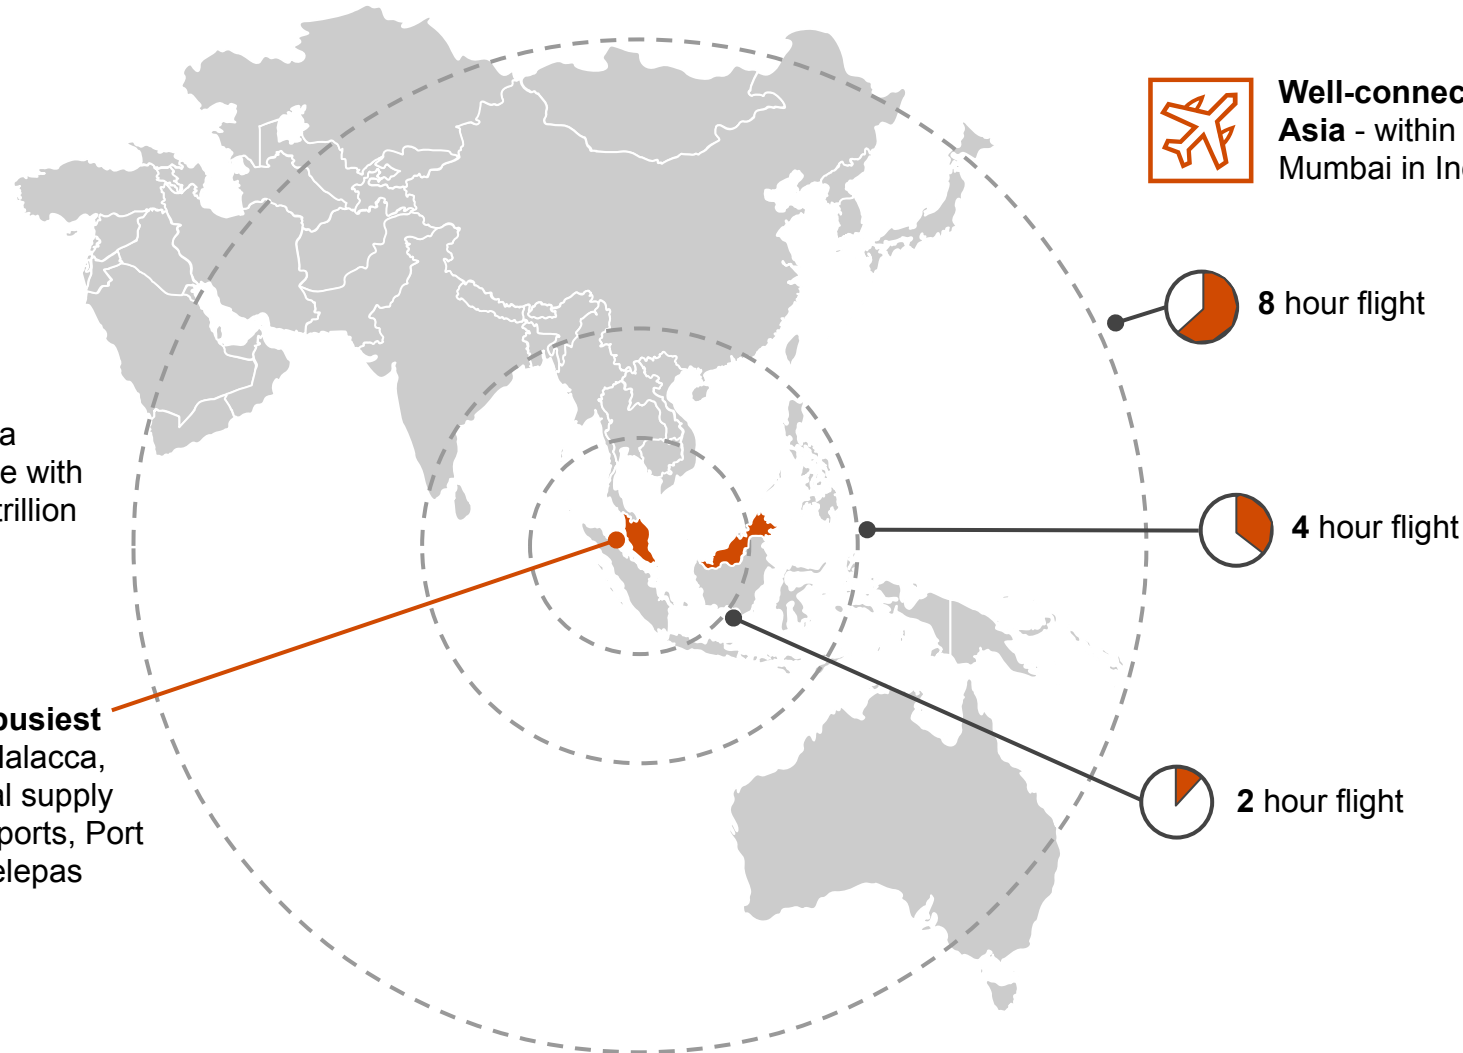 Well-connec
Asia - within
Mumbai in In
8 hour flight
a
e with
trillion
4 hour flight
busiest
Malacca,
al supply
ports, Port
elepas
2 hour flight